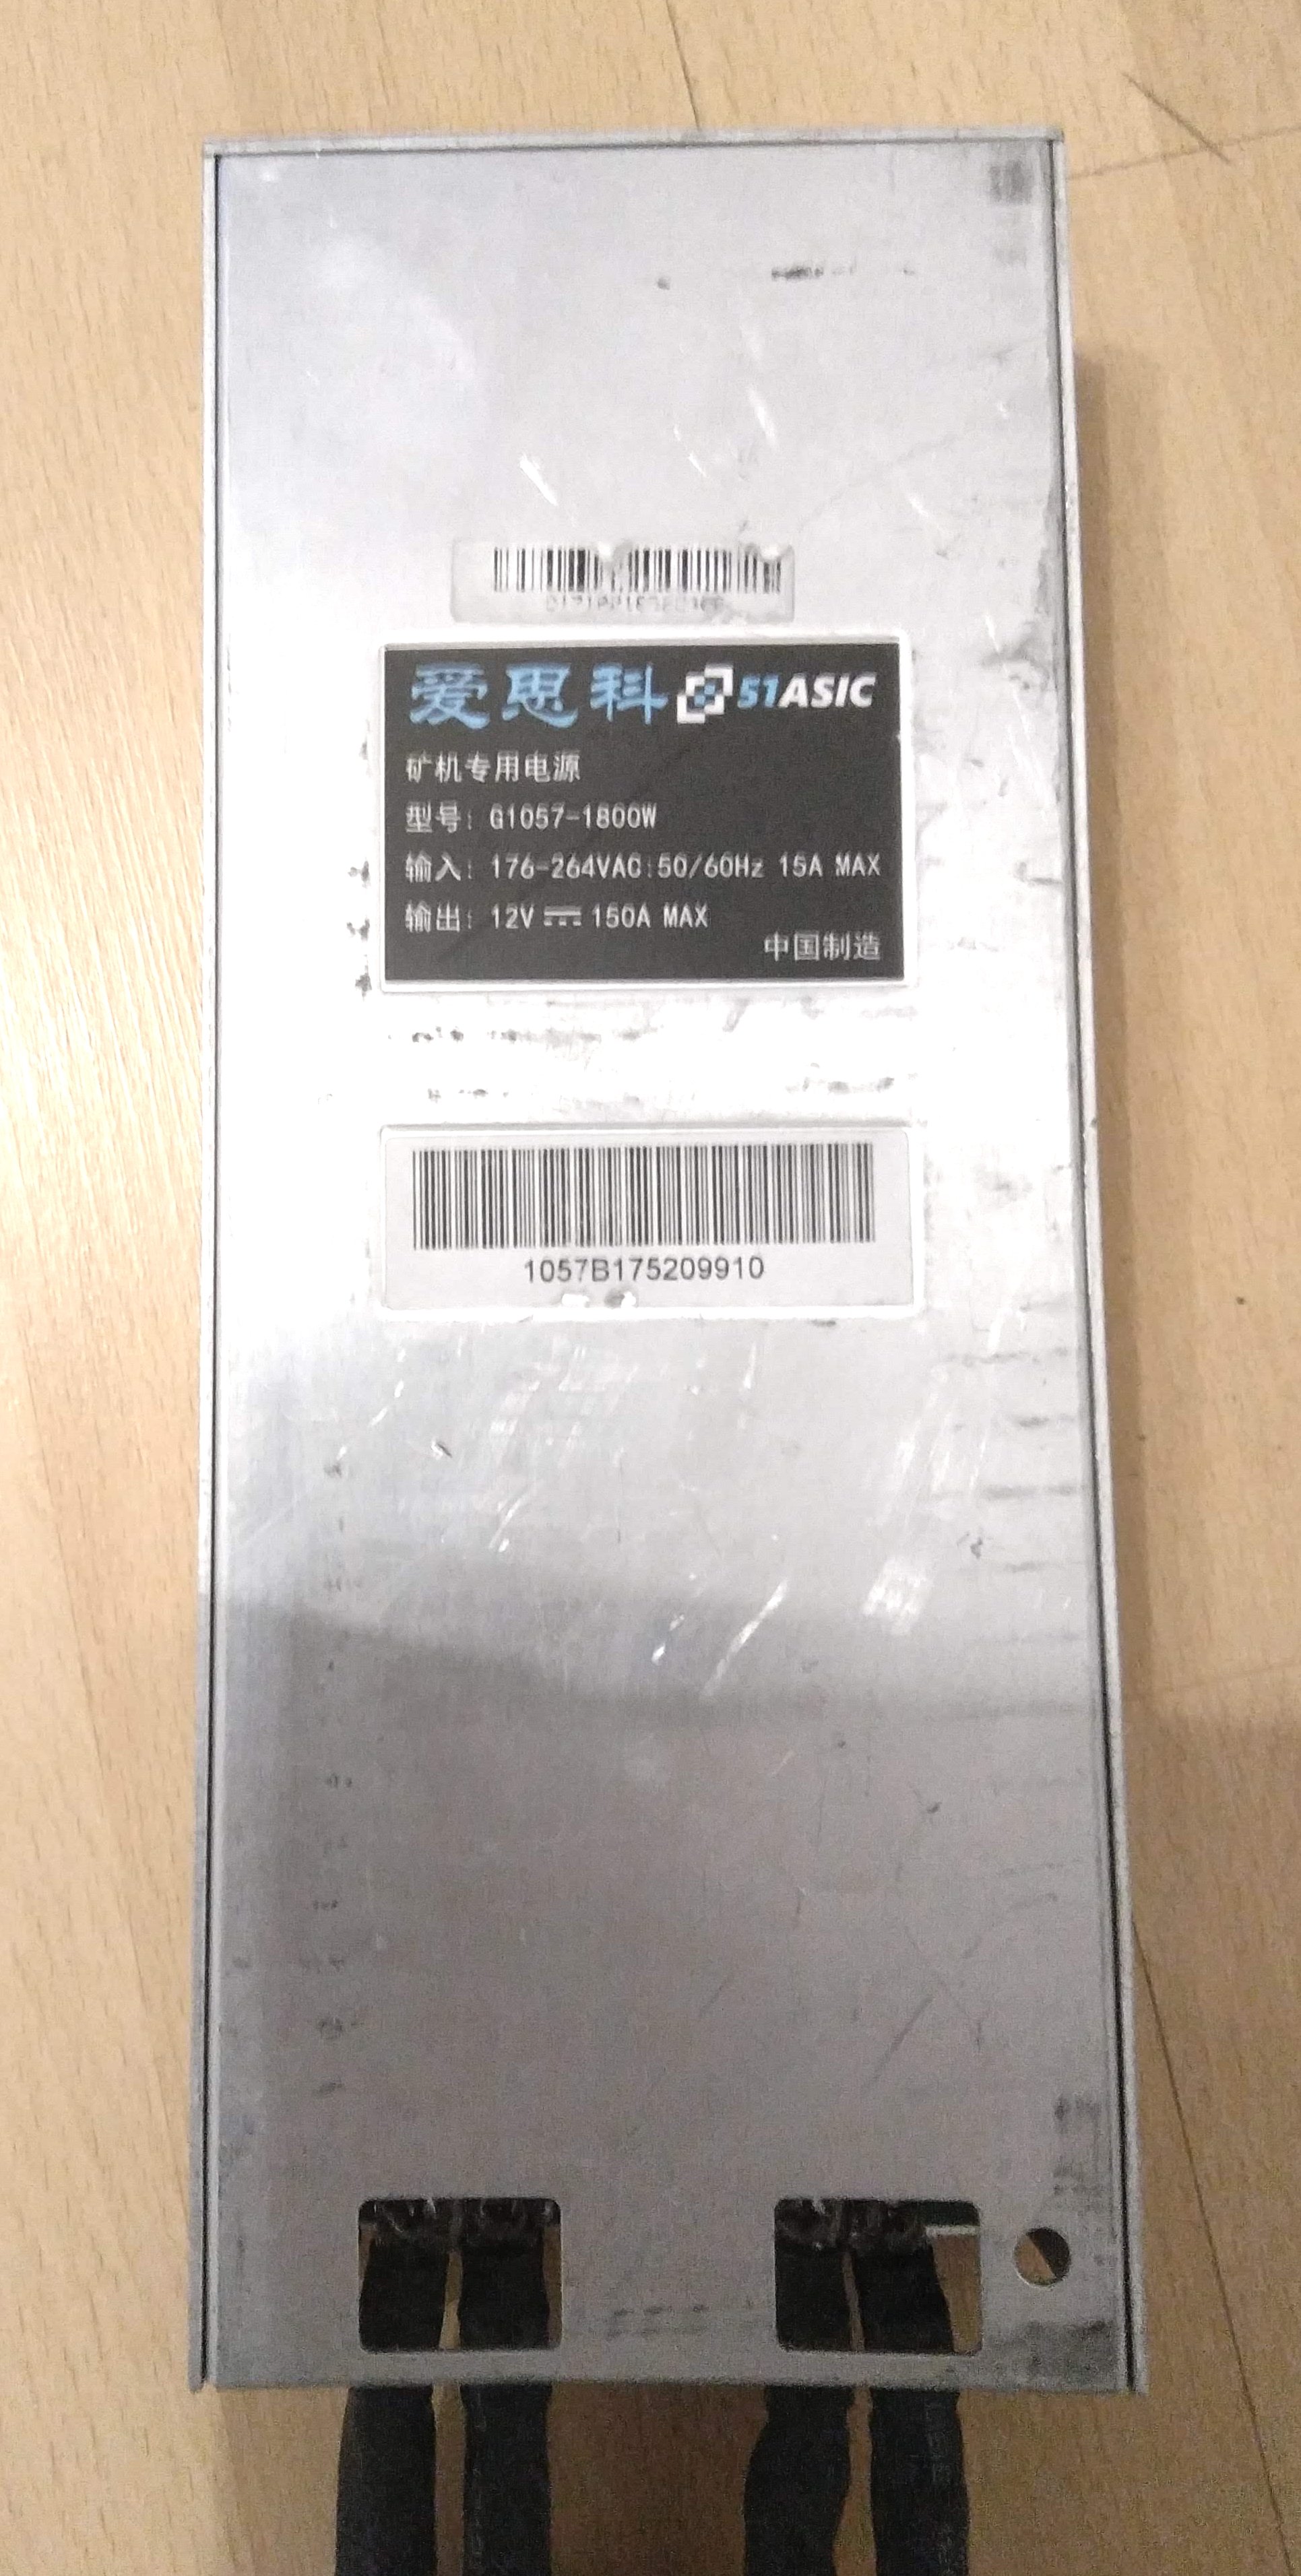 爱思科 51ASIC
矿机专用电源
型号: G1057-1800W
输入: 176-264VAC:50/60Hz 15A MAX
输出: 12V ⎓ 150A MAX
中国制造
1057B175209910